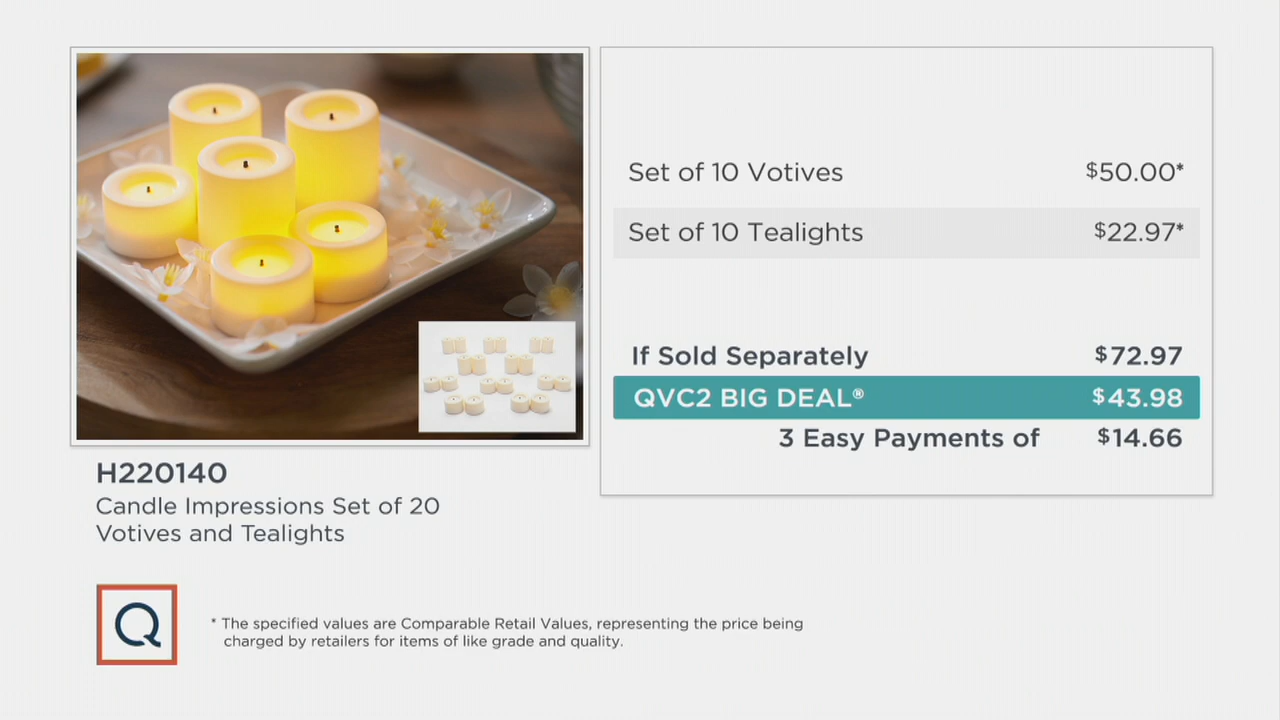 Set of 10 Votives $50.00*
Set of 10 Tealights $22.97*
If Sold Separately $72.97
QVC2 BIG DEAL® $43.98
3 Easy Payments of $14.66
H220140
Candle Impressions Set of 20
Votives and Tealights
Q
* The specified values are Comparable Retail Values, representing the price being
charged by retailers for items of like grade and quality.